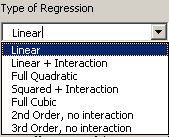 Type of Regression
Linear
Linear
Linear + Interaction
Full Quadratic
Squared + Interaction
Full Cubic
2nd Order, no interaction
3rd Order, no interaction